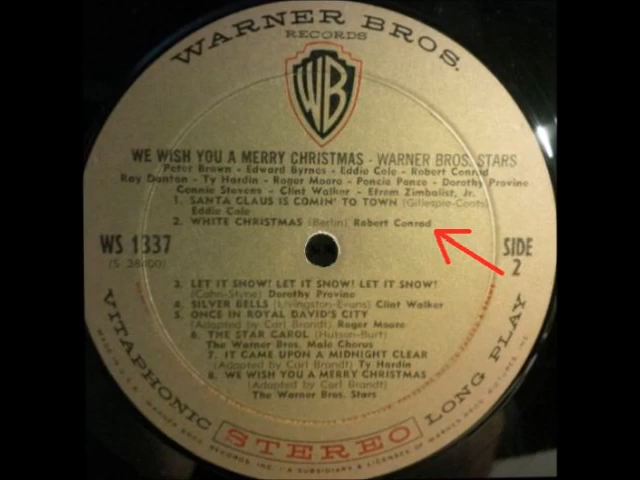 WARNER BROS.
RECORDS
WB
WE WISH YOU A MERRY CHRISTMAS - WARNER BROS. STARS
Peter Brown - Edward Byrnes - Eddie Cole - Robert Conrad
Ray Danton - Ty Hardin - Roger Moore - Poncie Ponce - Dorothy Provine
Connie Stevens - Clint Walker - Efrem Zimbalist, Jr.
1. SANTA CLAUS IS COMIN' TO TOWN (Gillespie-Coots)
Eddie Cole
2. WHITE CHRISTMAS (Berlin) Robert Conrad
WS 1337
(S 38400)
SIDE
2
3. LET IT SNOW! LET IT SNOW! LET IT SNOW!
(Cahn-Styne) Dorothy Provine
4. SILVER BELLS (Livingston-Evans) Clint Walker
5. ONCE IN ROYAL DAVID'S CITY
(Adapted by Carl Brandt) Roger Moore
6. THE STAR CAROL (Hutson-Burt)
The Warner Bros. Male Chorus
7. IT CAME UPON A MIDNIGHT CLEAR
(Adapted by Carl Brandt) Ty Hardin
8. WE WISH YOU A MERRY CHRISTMAS
(Adapted by Carl Brandt)
The Warner Bros. Stars
VITAPHONIC STEREO LONG PLAY
MADE IN U.S.A.